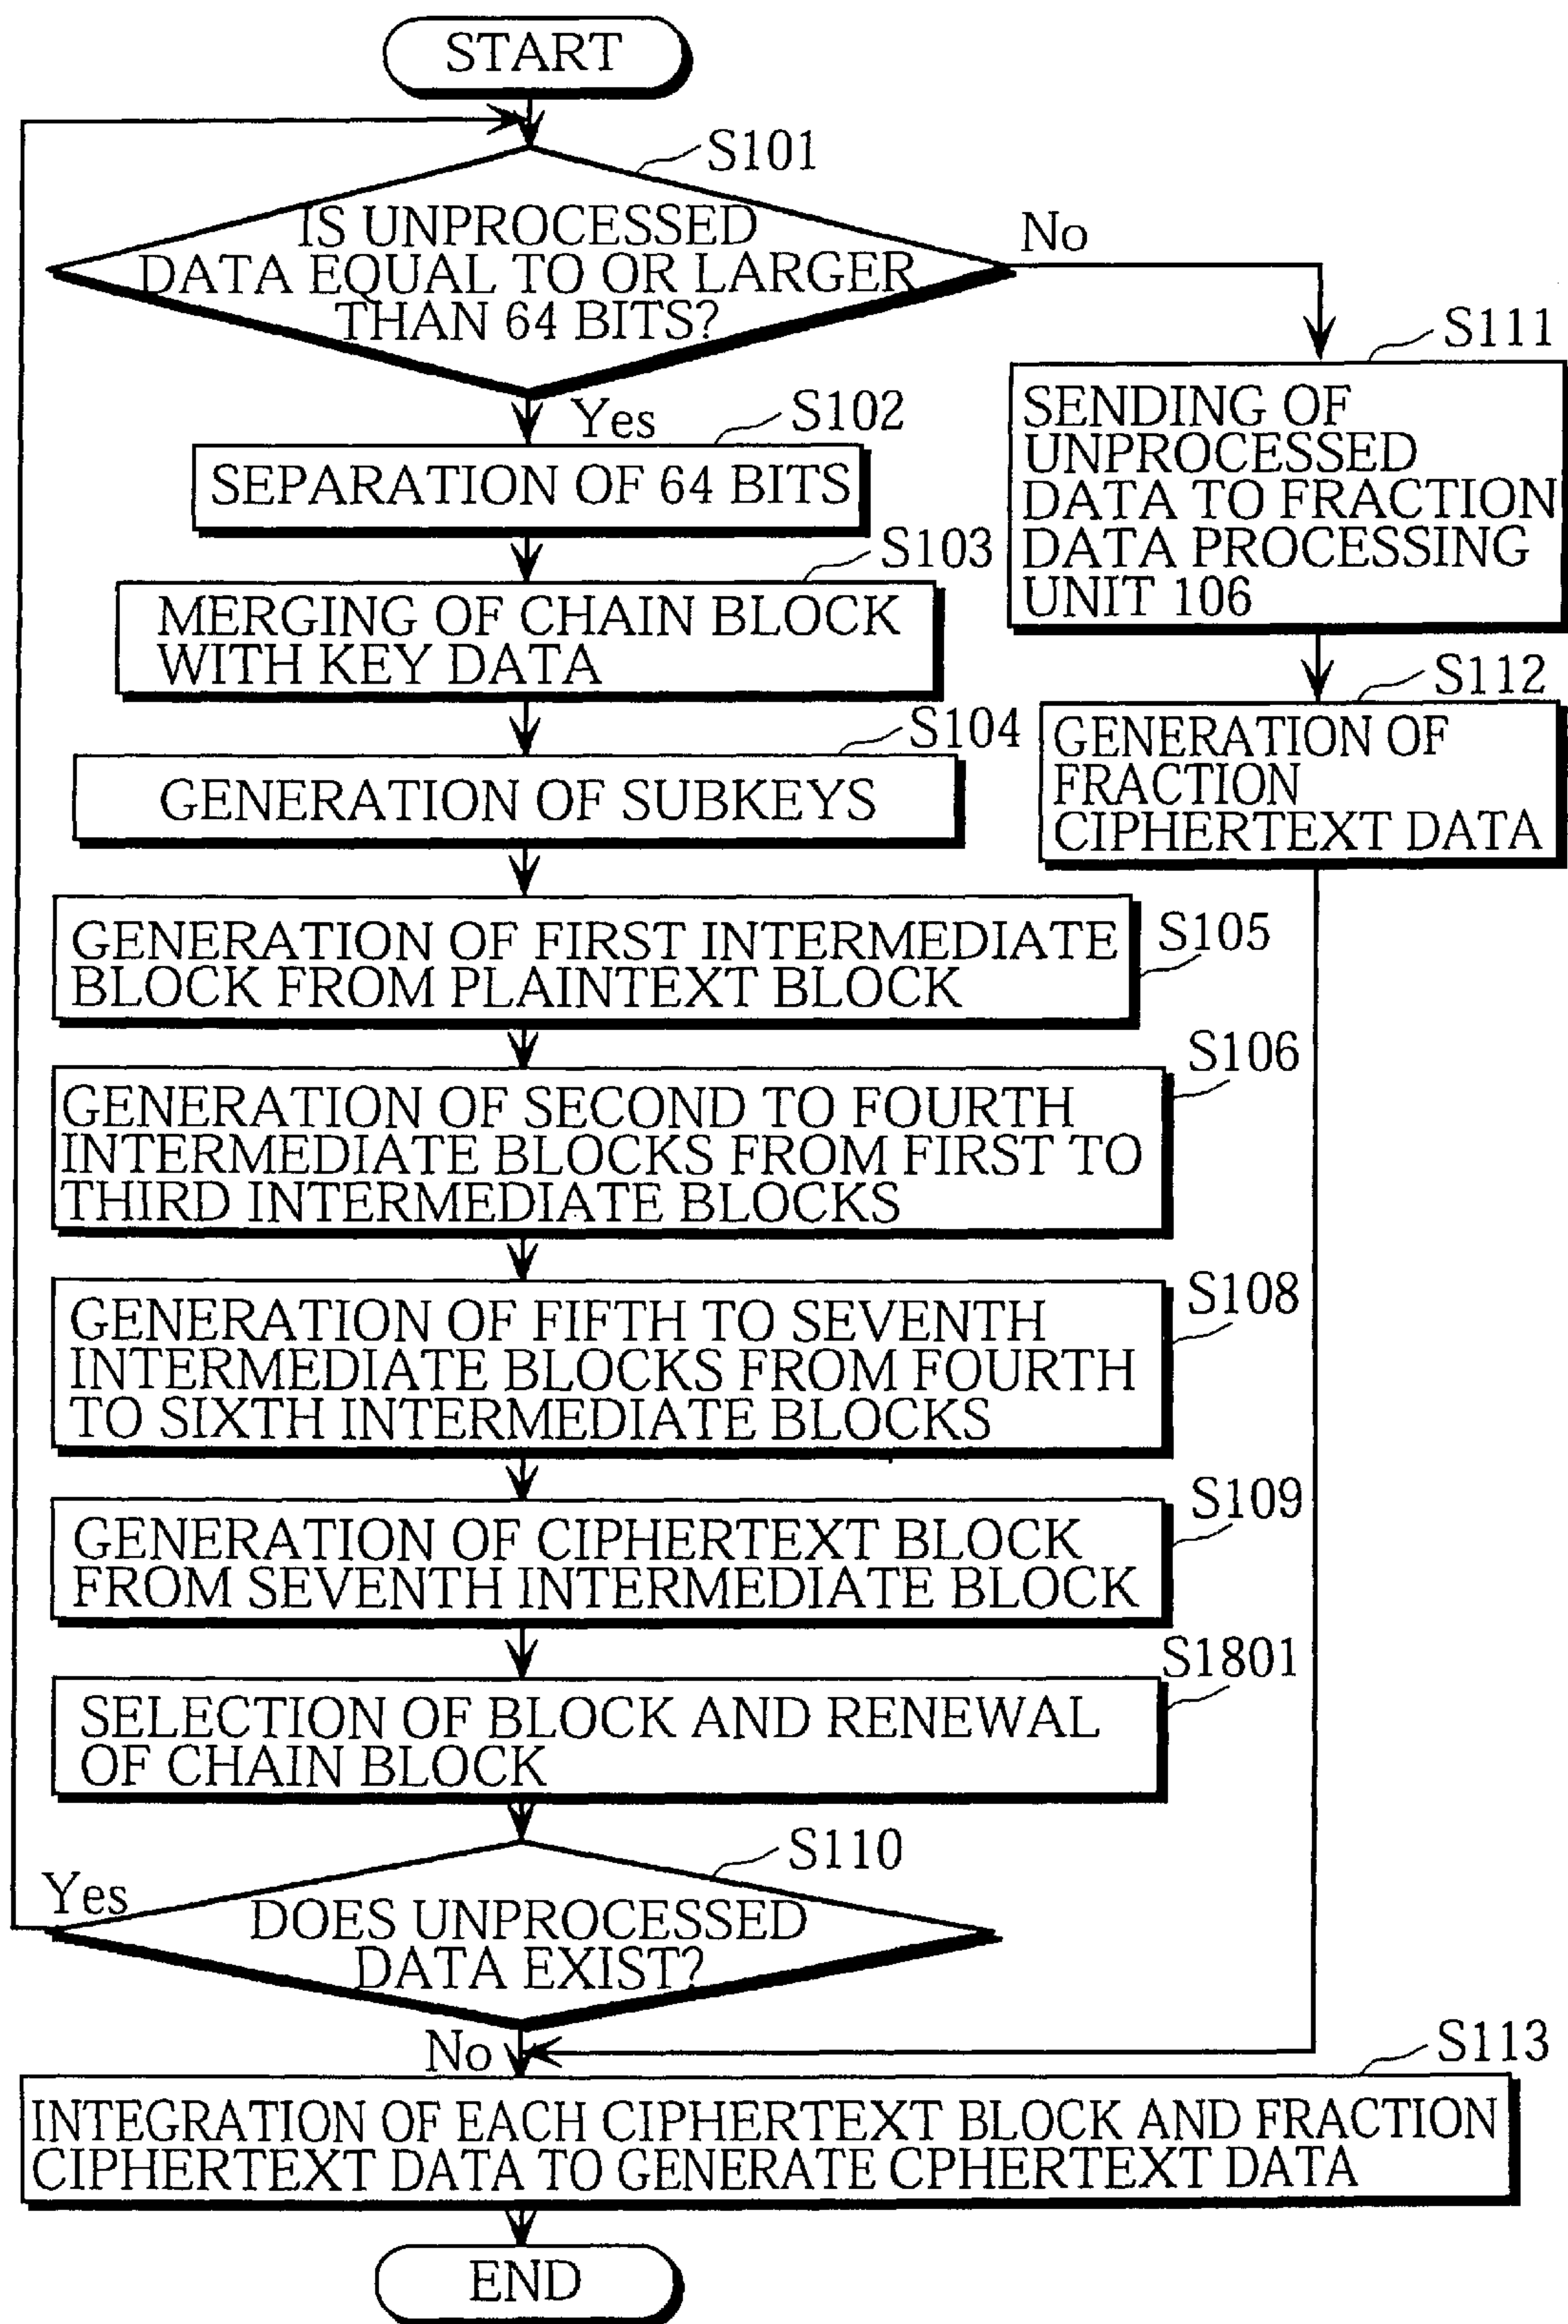 START
S101
IS UNPROCESSED
DATA EQUAL TO OR LARGER
THAN 64 BITS?
No
Yes
S102
SEPARATION OF 64 BITS
S103
MERGING OF CHAIN BLOCK
WITH KEY DATA
S104
GENERATION OF SUBKEYS
S111
SENDING OF
UNPROCESSED
DATA TO FRACTION
DATA PROCESSING
UNIT 106
S112
GENERATION OF
FRACTION
CIPHERTEXT DATA
GENERATION OF FIRST INTERMEDIATE
BLOCK FROM PLAINTEXT BLOCK
S105
S106
GENERATION OF SECOND TO FOURTH
INTERMEDIATE BLOCKS FROM FIRST TO
THIRD INTERMEDIATE BLOCKS
S108
GENERATION OF FIFTH TO SEVENTH
INTERMEDIATE BLOCKS FROM FOURTH
TO SIXTH INTERMEDIATE BLOCKS
S109
GENERATION OF CIPHERTEXT BLOCK
FROM SEVENTH INTERMEDIATE BLOCK
S1801
SELECTION OF BLOCK AND RENEWAL
OF CHAIN BLOCK
S110
Yes
DOES UNPROCESSED
DATA EXIST?
No
S113
INTEGRATION OF EACH CIPHERTEXT BLOCK AND FRACTION
CIPHERTEXT DATA TO GENERATE CPHERTEXT DATA
END